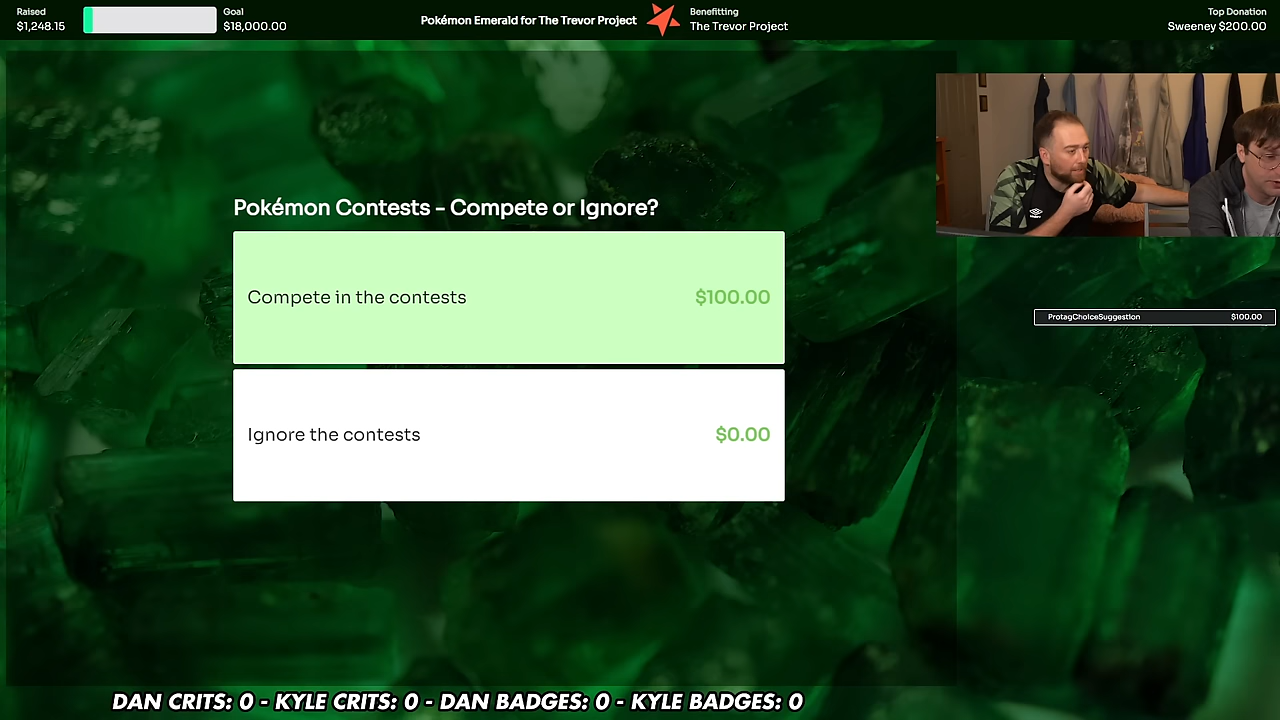 Raised
$1,248.15
Goal
$18,000.00
Pokémon Emerald for The Trevor Project
Benefitting
The Trevor Project
Top Donation
Sweeney $200.00
Pokémon Contests - Compete or Ignore?
Compete in the contests $100.00
Ignore the contests $0.00
ProtagChoiceSuggestion $100.00
DAN CRITS: 0 - KYLE CRITS: 0 - DAN BADGES: 0 - KYLE BADGES: 0